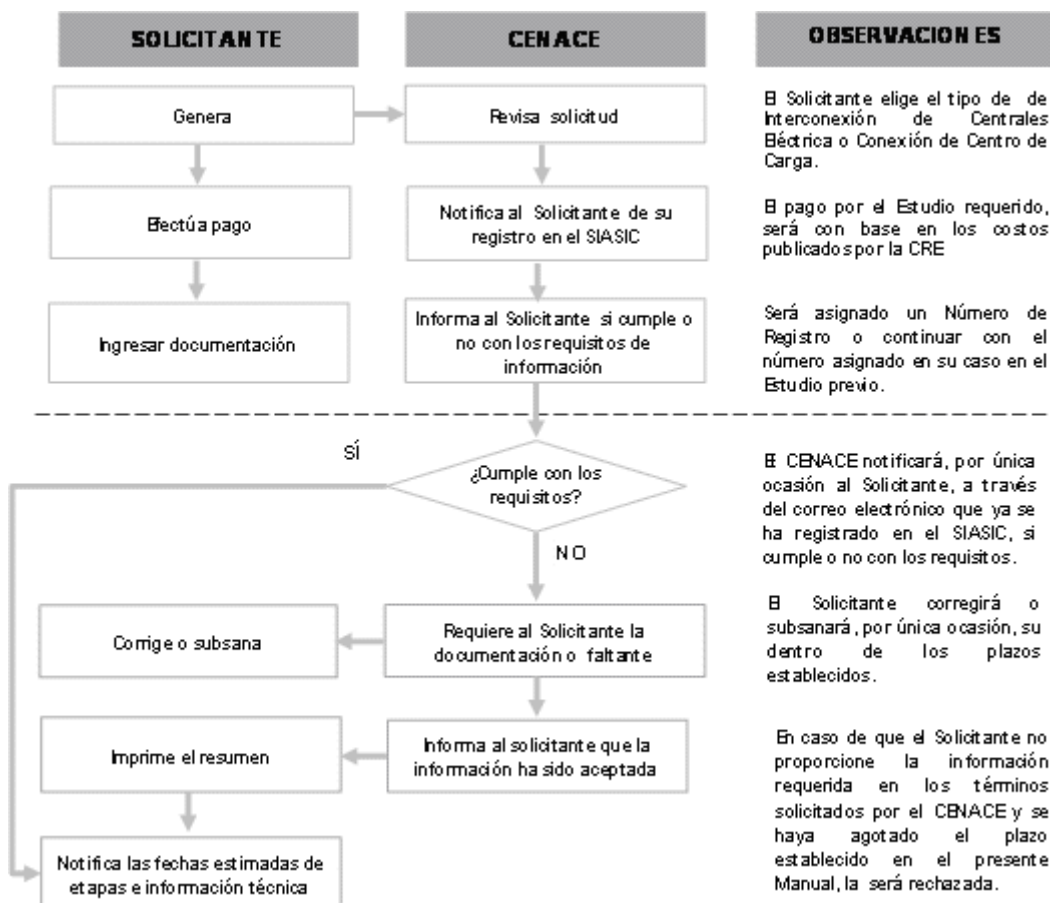 SOLICITANTE
CENACE
OBSERVACIONES
Genera
Revisa solicitud
El Solicitante elige el tipo de de
Interconexión de Centrales
Eléctrica o Conexión de Centro de
Carga.
Efectúa pago
Notifica al Solicitante de su
registro en el SIASIC
El pago por el Estudio requerido,
será con base en los costos
publicados por la CRE
Ingresar documentación
Informa al Solicitante si cumple o
no con los requisitos de
información
Será asignado un Número de
Registro o continuar con el
número asignado en su caso en el
Estudio previo.
SÍ
¿Cumple con los
requisitos?
NO
El CENACE notificará, por única
ocasión al Solicitante, a través
del correo electrónico que ya se
ha registrado en el SIASIC, si
cumple o no con los requisitos.
Corrige o subsana
Requiere al Solicitante la
documentación o faltante
El Solicitante corregirá o
subsanará, por única ocasión, su
dentro de los plazos
establecidos.
Imprime el resumen
Informa al solicitante que la
información ha sido aceptada
En caso de que el Solicitante no
proporcione la información
requerida en los términos
solicitados por el CENACE y se
haya agotado el plazo
establecido en el presente
Manual, la será rechazada.
Notifica las fechas estimadas de
etapas e información técnica